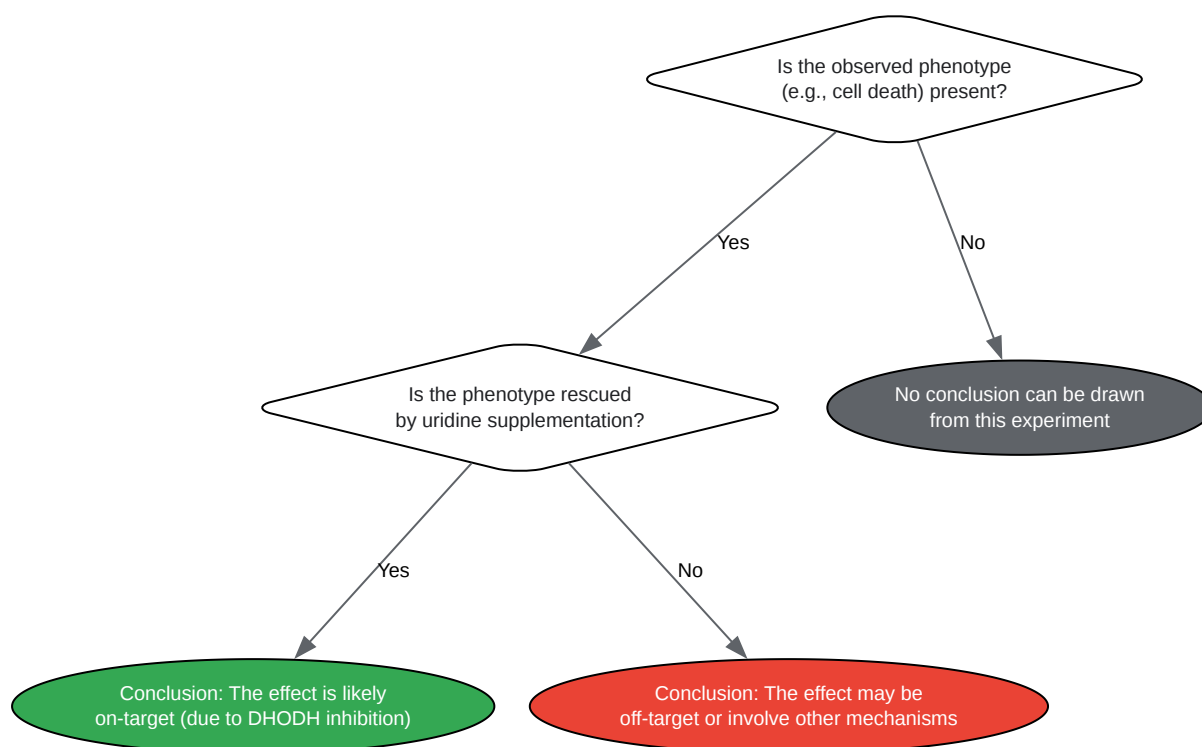 Is the observed phenotype
(e.g., cell death) present?
Yes
No
Is the phenotype rescued
by uridine supplementation?
No conclusion can be drawn
from this experiment
Yes
No
Conclusion: The effect is likely
on-target (due to DHODH inhibition)
Conclusion: The effect may be
off-target or involve other mechanisms